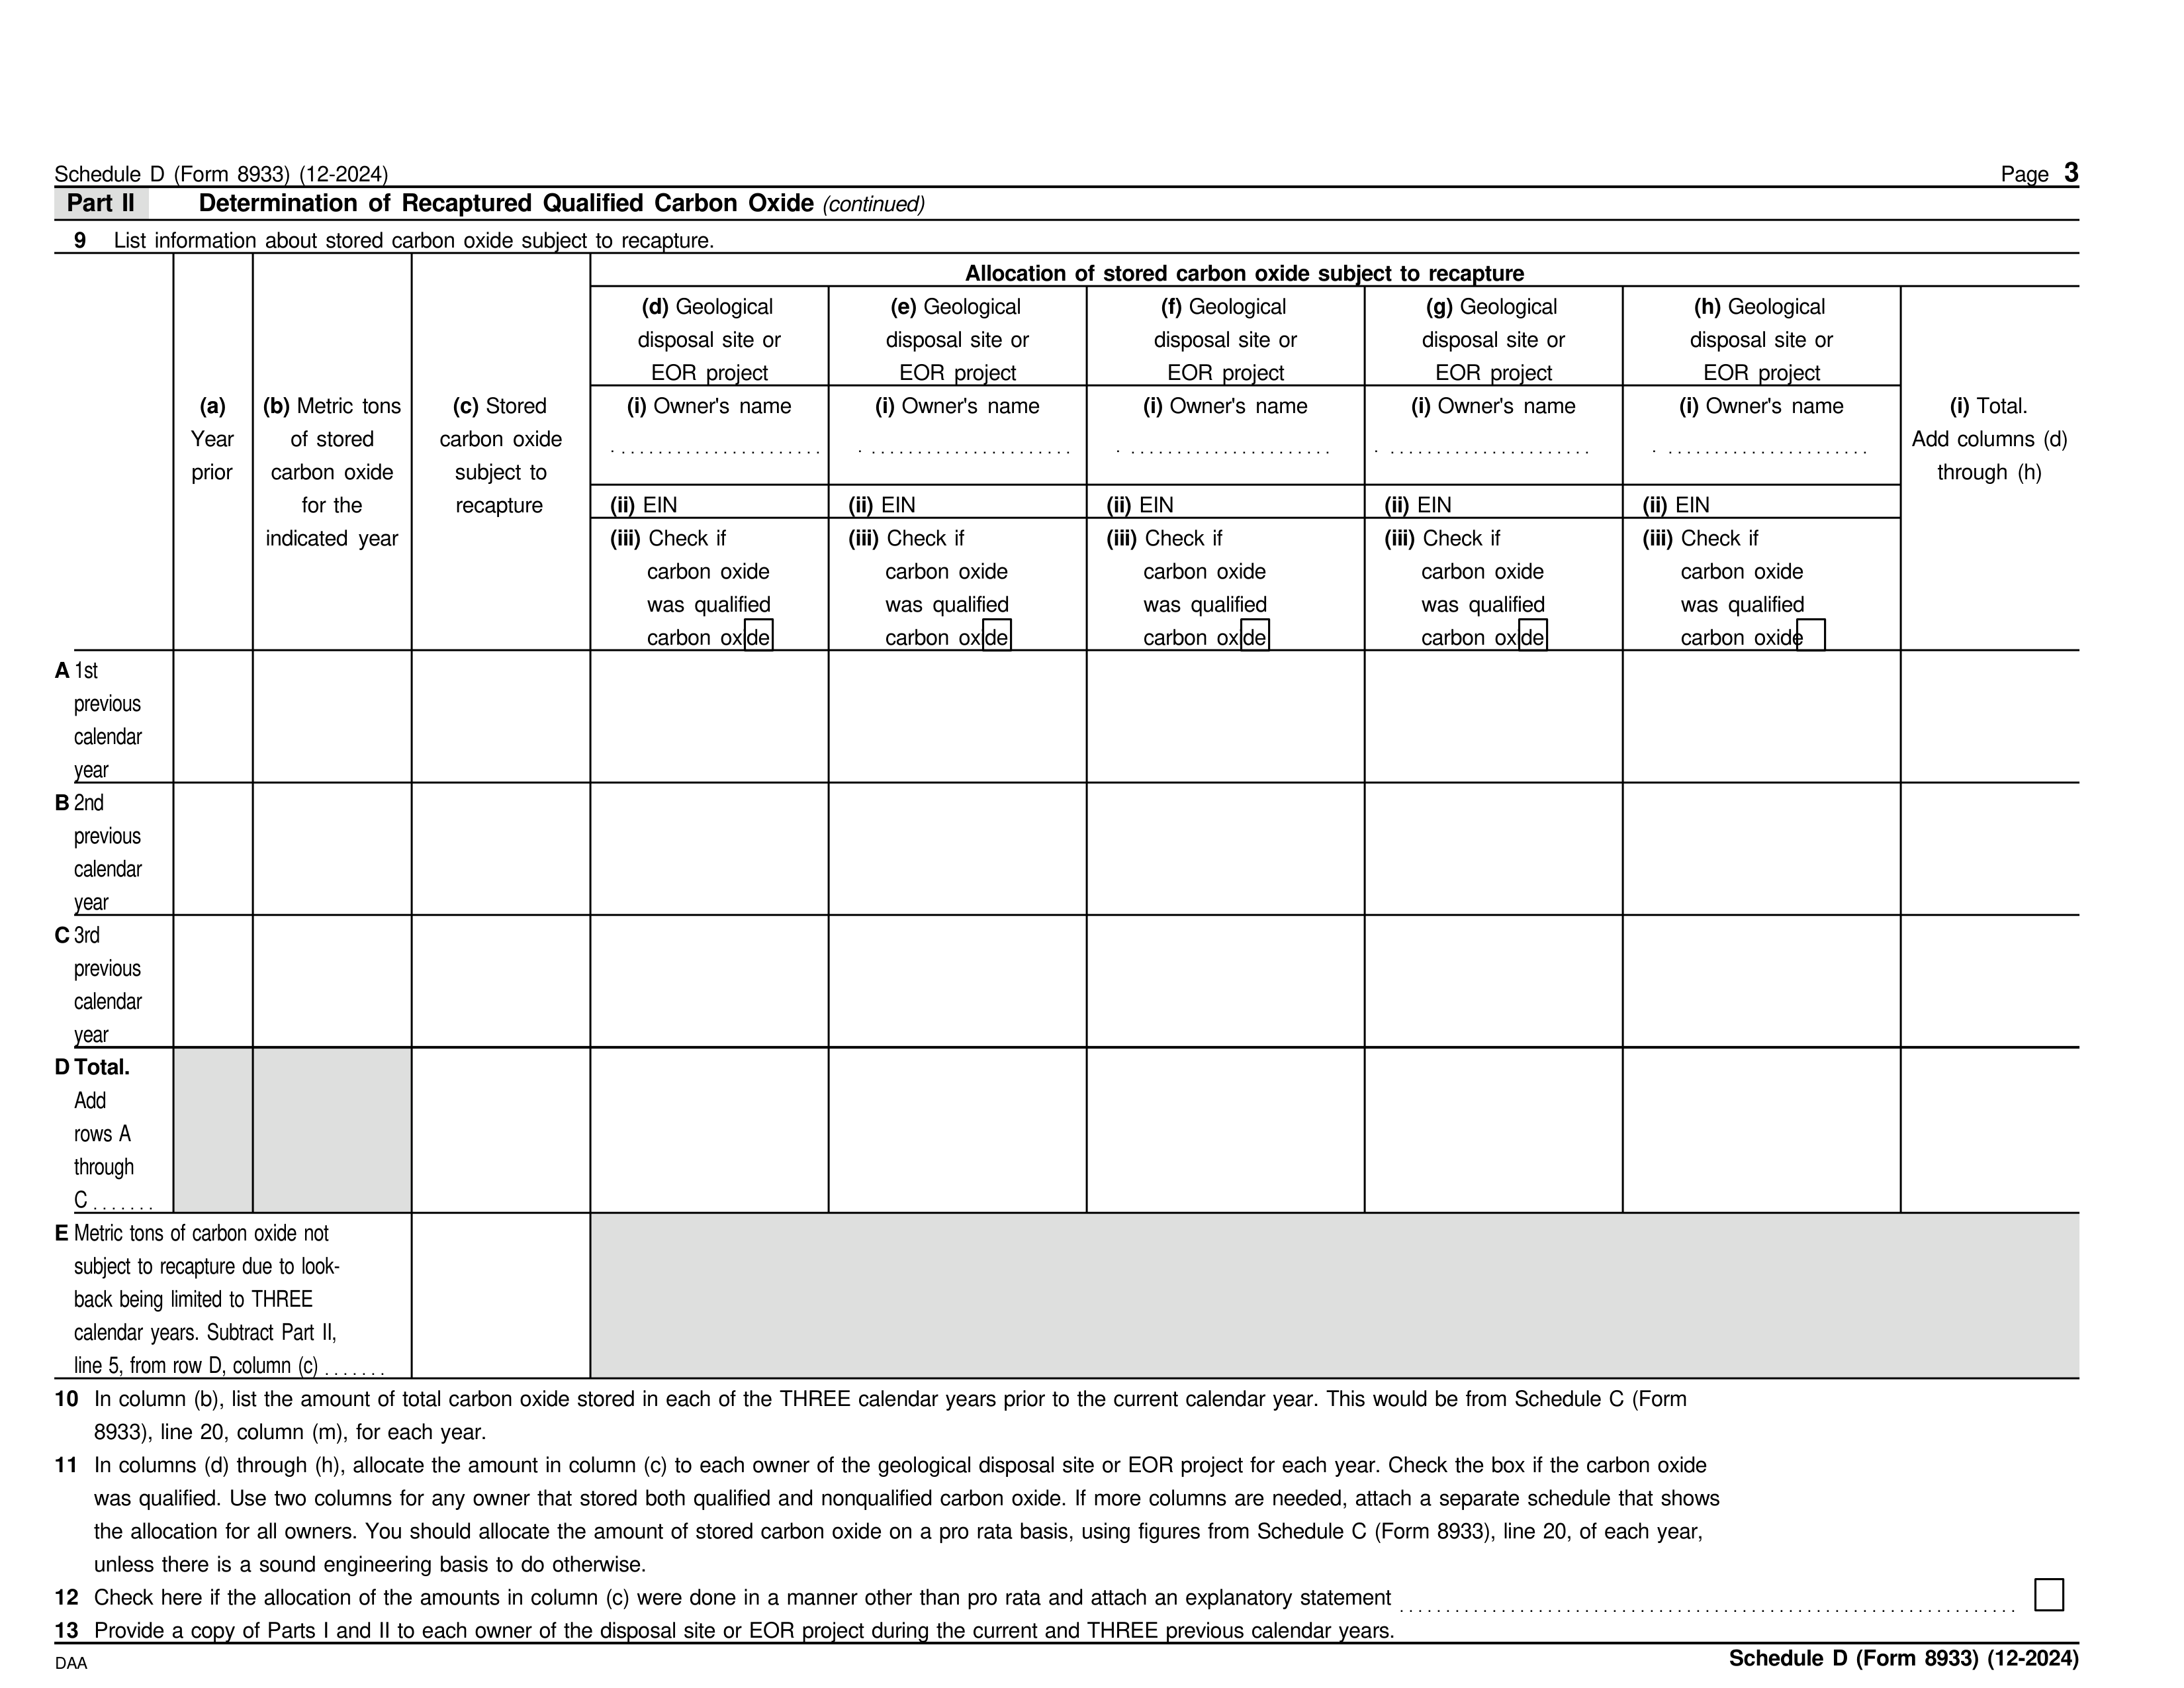 Schedule D (Form 8933) (12-2024) Page 3
Part II Determination of Recaptured Qualified Carbon Oxide (continued)
9 List information about stored carbon oxide subject to recapture.
Allocation of stored carbon oxide subject to recapture
(a)
Year
prior
(b) Metric tons
of stored
carbon oxide
for the
indicated year
(c) Stored
carbon oxide
subject to
recapture
(d) Geological
disposal site or
EOR project
(i) Owner's name
(ii) EIN
(iii) Check if
carbon oxide
was qualified
carbon oxide
(e) Geological
disposal site or
EOR project
(i) Owner's name
(ii) EIN
(iii) Check if
carbon oxide
was qualified
carbon oxide
(f) Geological
disposal site or
EOR project
(i) Owner's name
(ii) EIN
(iii) Check if
carbon oxide
was qualified
carbon oxide
(g) Geological
disposal site or
EOR project
(i) Owner's name
(ii) EIN
(iii) Check if
carbon oxide
was qualified
carbon oxide
(h) Geological
disposal site or
EOR project
(i) Owner's name
(ii) EIN
(iii) Check if
carbon oxide
was qualified
carbon oxide
(i) Total.
Add columns (d)
through (h)
A 1st
previous
calendar
year
B 2nd
previous
calendar
year
C 3rd
previous
calendar
year
D Total.
Add
rows A
through
C .......
E Metric tons of carbon oxide not
subject to recapture due to look-
back being limited to THREE
calendar years. Subtract Part II,
line 5, from row D, column (c) .......
10 In column (b), list the amount of total carbon oxide stored in each of the THREE calendar years prior to the current calendar year. This would be from Schedule C (Form
8933), line 20, column (m), for each year.
11 In columns (d) through (h), allocate the amount in column (c) to each owner of the geological disposal site or EOR project for each year. Check the box if the carbon oxide
was qualified. Use two columns for any owner that stored both qualified and nonqualified carbon oxide. If more columns are needed, attach a separate schedule that shows
the allocation for all owners. You should allocate the amount of stored carbon oxide on a pro rata basis, using figures from Schedule C (Form 8933), line 20, of each year,
unless there is a sound engineering basis to do otherwise.
12 Check here if the allocation of the amounts in column (c) were done in a manner other than pro rata and attach an explanatory statement
13 Provide a copy of Parts I and II to each owner of the disposal site or EOR project during the current and THREE previous calendar years.
DAA Schedule D (Form 8933) (12-2024)